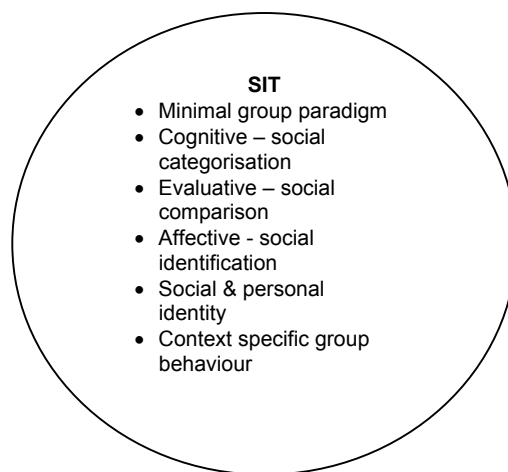 SIT
• Minimal group paradigm
• Cognitive – social
categorisation
• Evaluative – social
comparison
• Affective - social
identification
• Social & personal
identity
• Context specific group
behaviour